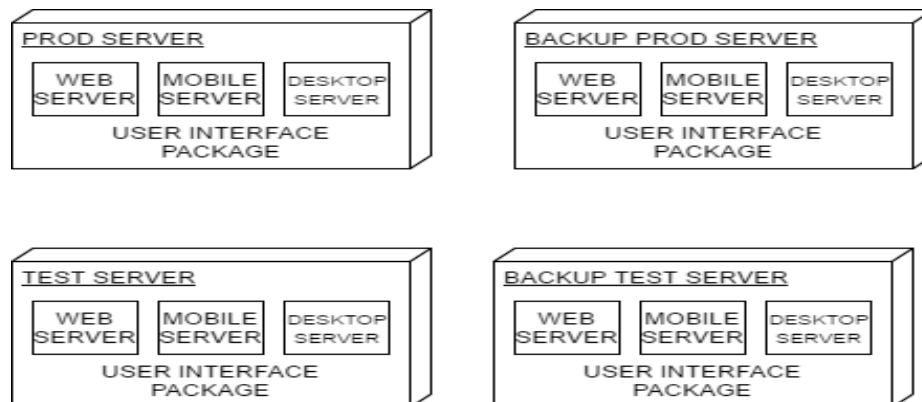 PROD SERVER
WEB SERVER
MOBILE SERVER
DESKTOP SERVER
USER INTERFACE
PACKAGE
BACKUP PROD SERVER
WEB SERVER
MOBILE SERVER
DESKTOP SERVER
USER INTERFACE
PACKAGE
TEST SERVER
WEB SERVER
MOBILE SERVER
DESKTOP SERVER
USER INTERFACE
PACKAGE
BACKUP TEST SERVER
WEB SERVER
MOBILE SERVER
DESKTOP SERVER
USER INTERFACE
PACKAGE